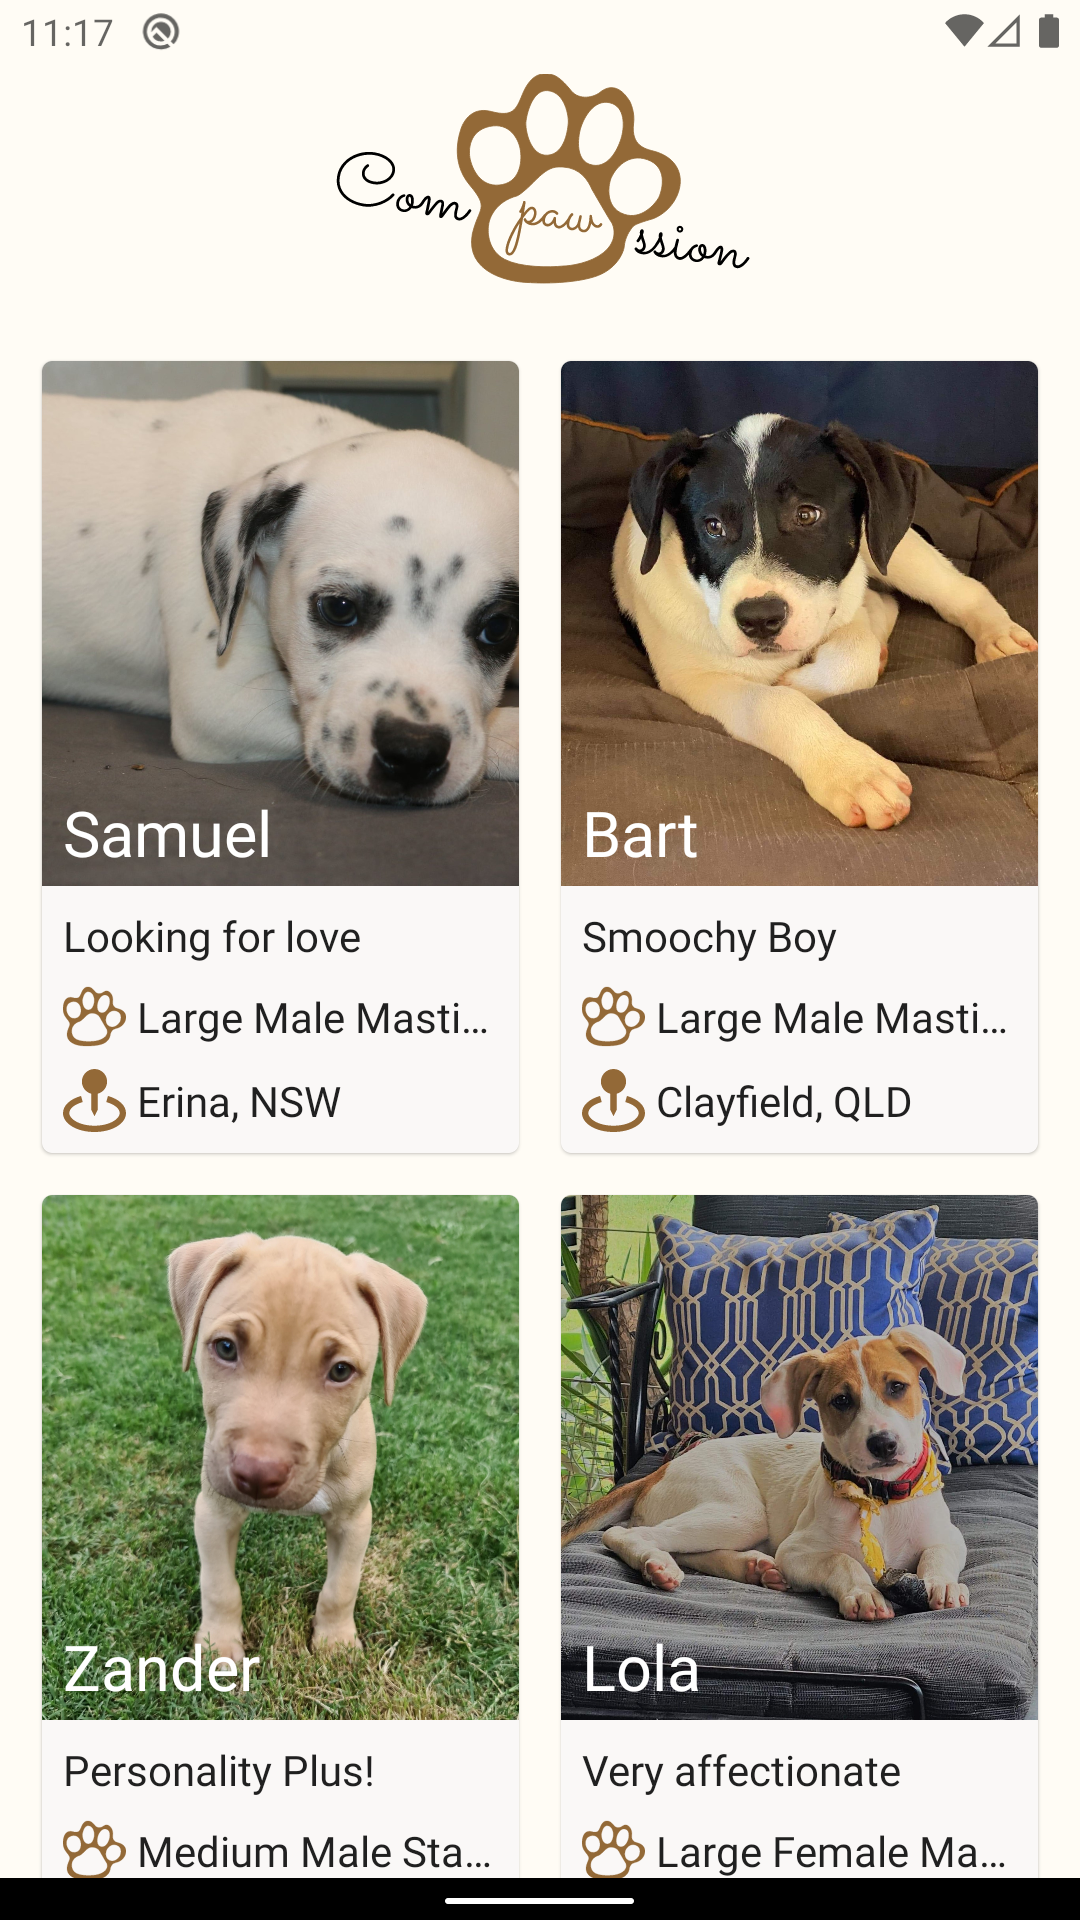 11:17
Com paw ssion
Samuel
Bart
Looking for love
Smoochy Boy
Large Male Masti...
Large Male Masti...
Erina, NSW
Clayfield, QLD
Zander
Lola
Personality Plus!
Very affectionate
Medium Male Sta...
Large Female Ma...